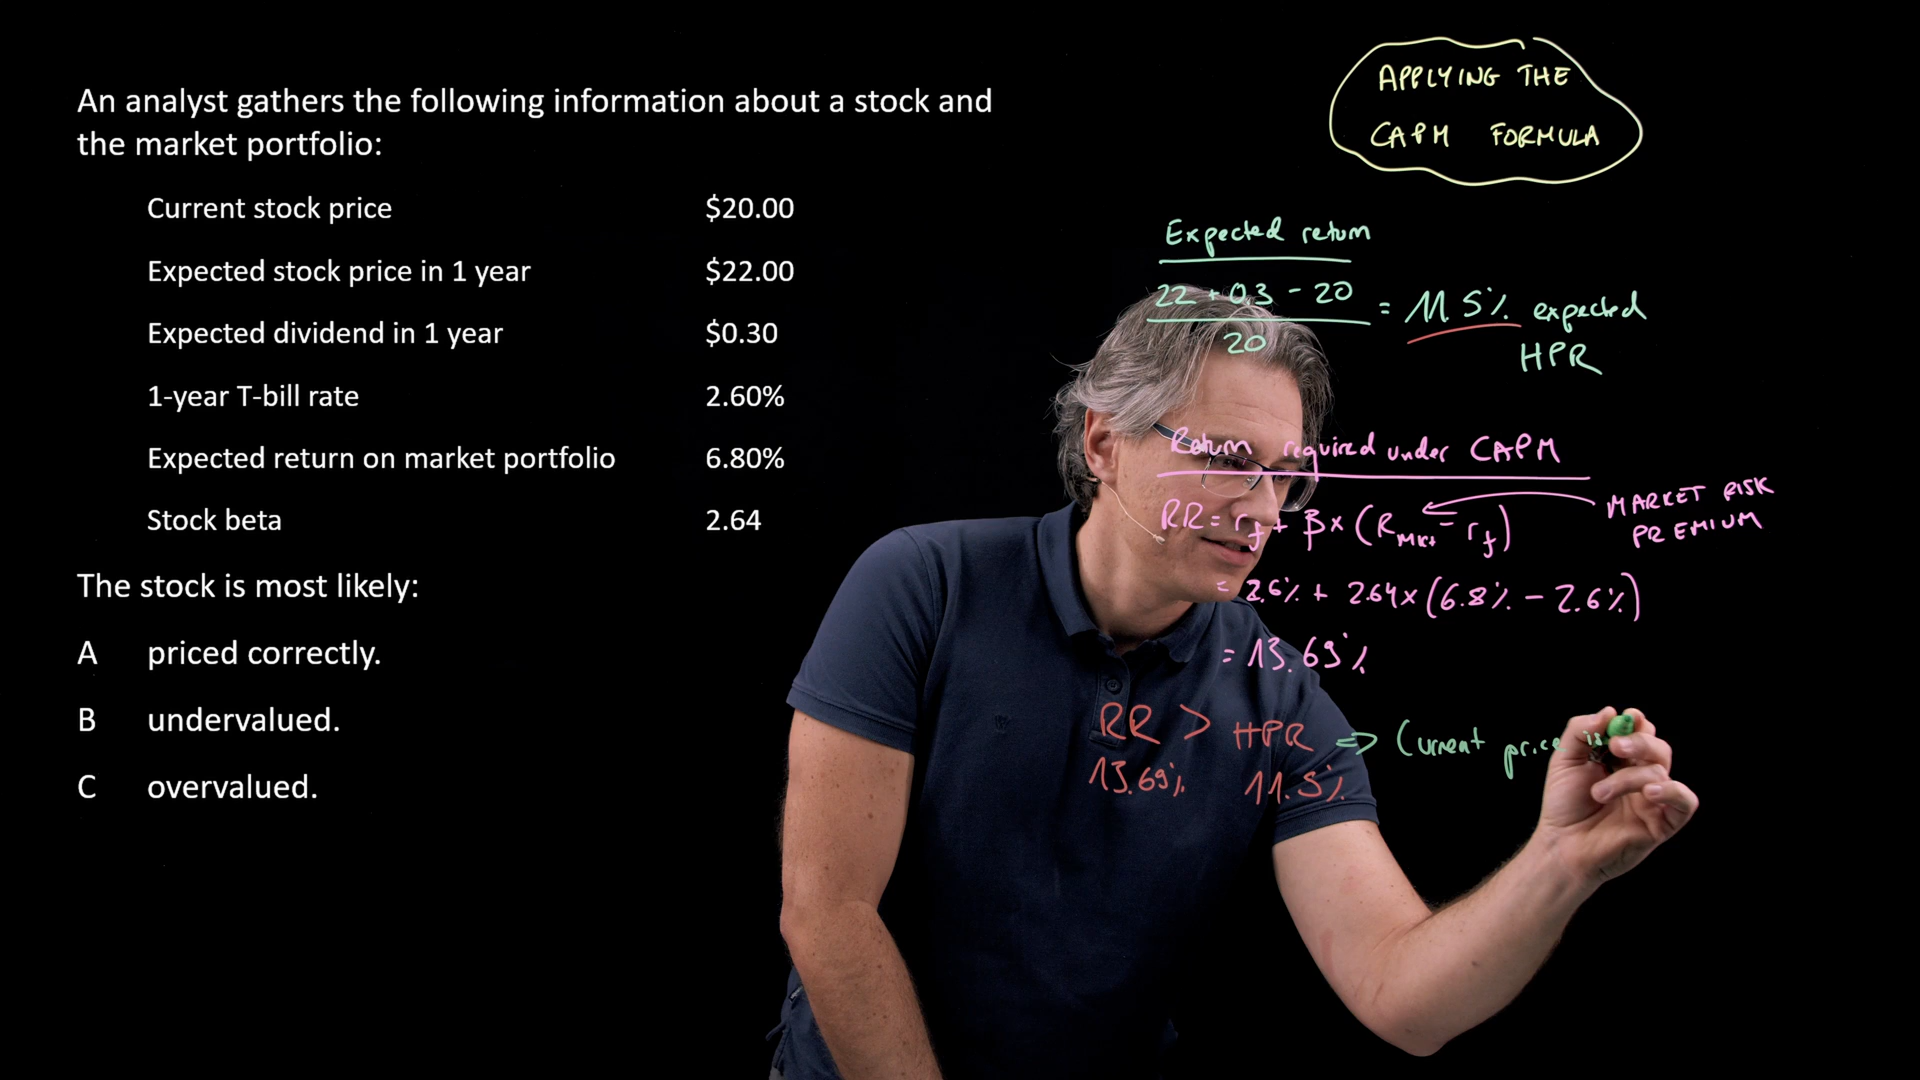 An analyst gathers the following information about a stock and
the market portfolio:
Current stock price $20.00
Expected stock price in 1 year $22.00
Expected dividend in 1 year $0.30
1-year T-bill rate 2.60%
Expected return on market portfolio 6.80%
Stock beta 2.64
The stock is most likely:
A priced correctly.
B undervalued.
C overvalued.
APPLYING THE
CAPM FORMULA
Expected return
22 + 0.3 - 20
20
= 11.5% expected
HPR
Return required under CAPM
RR = rf + β × (RMkt - rf)
MARKET RISK
PREMIUM
= 2.6% + 2.64 × (6.8% - 2.6%)
= 13.69%
RR > HPR => Current price is
13.69% 11.5%